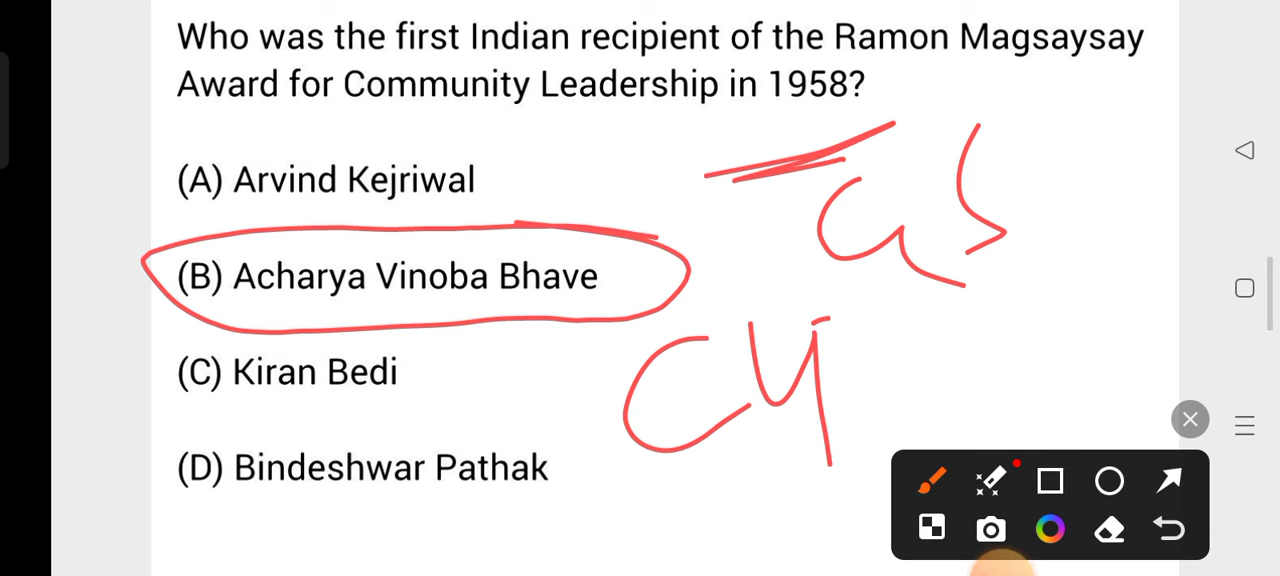 Who was the first Indian recipient of the Ramon Magsaysay
Award for Community Leadership in 1958?
(A) Arvind Kejriwal
(B) Acharya Vinoba Bhave
(C) Kiran Bedi
(D) Bindeshwar Pathak